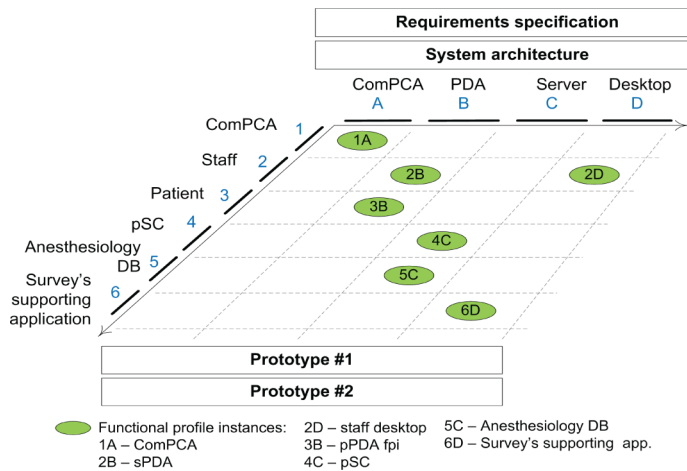 Requirements specification
System architecture
ComPCA PDA Server Desktop
A B C D
ComPCA 1
Staff 2
Patient 3
pSC 4
Anesthesiology
DB 5
Survey's 6
supporting
application
1A
2B 2D
3B
4C
5C
6D
Prototype #1
Prototype #2
Functional profile instances: 2D – staff desktop 5C – Anesthesiology DB
1A – ComPCA 3B – pPDA fpi 6D – Survey's supporting app.
2B – sPDA 4C – pSC